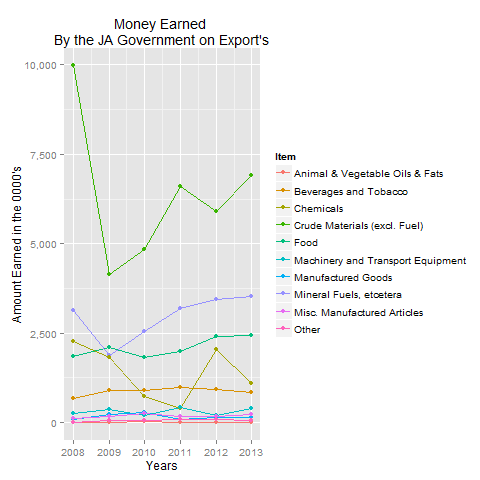 Money Earned
By the JA Government on Export's
Amount Earned in the 0000's
10,000
7,500
5,000
2,500
0
2008 2009 2010 2011 2012 2013
Years
Item
Animal & Vegetable Oils & Fats
Beverages and Tobacco
Chemicals
Crude Materials (excl. Fuel)
Food
Machinery and Transport Equipment
Manufactured Goods
Mineral Fuels, etcetera
Misc. Manufactured Articles
Other